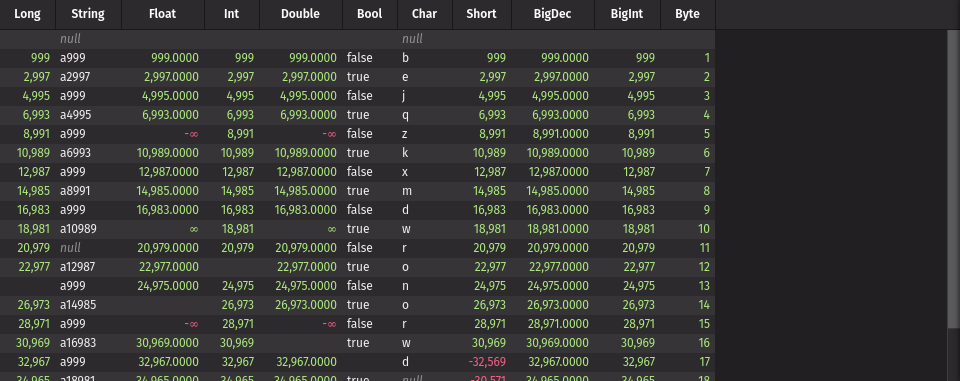 Long String Float Int Double Bool Char Short BigDec BigInt Byte
null null
999 a999 999.0000 999 999.0000 false b 999 999.0000 999 1
2,997 a2997 2,997.0000 2,997 2,997.0000 true e 2,997 2,997.0000 2,997 2
4,995 a999 4,995.0000 4,995 4,995.0000 false j 4,995 4,995.0000 4,995 3
6,993 a4995 6,993.0000 6,993 6,993.0000 true q 6,993 6,993.0000 6,993 4
8,991 a999 -∞ 8,991 -∞ false z 8,991 8,991.0000 8,991 5
10,989 a6993 10,989.0000 10,989 10,989.0000 true k 10,989 10,989.0000 10,989 6
12,987 a999 12,987.0000 12,987 12,987.0000 false x 12,987 12,987.0000 12,987 7
14,985 a8991 14,985.0000 14,985 14,985.0000 true m 14,985 14,985.0000 14,985 8
16,983 a999 16,983.0000 16,983 16,983.0000 false d 16,983 16,983.0000 16,983 9
18,981 a10989 ∞ 18,981 ∞ true w 18,981 18,981.0000 18,981 10
20,979 null 20,979.0000 20,979 20,979.0000 false r 20,979 20,979.0000 20,979 11
22,977 a12987 22,977.0000 22,977.0000 true o 22,977 22,977.0000 22,977 12
a999 24,975.0000 24,975 24,975.0000 false n 24,975 24,975.0000 24,975 13
26,973 a14985 26,973 26,973.0000 true o 26,973 26,973.0000 26,973 14
28,971 a999 -∞ 28,971 -∞ false r 28,971 28,971.0000 28,971 15
30,969 a16983 30,969.0000 30,969 true w 30,969 30,969.0000 30,969 16
32,967 a999 32,967.0000 32,967 32,967.0000 d -32,569 32,967.0000 32,967 17
34,965 a18981 34,965.0000 34,965 34,965.0000 true null -30,571 34,965.0000 34,965 18